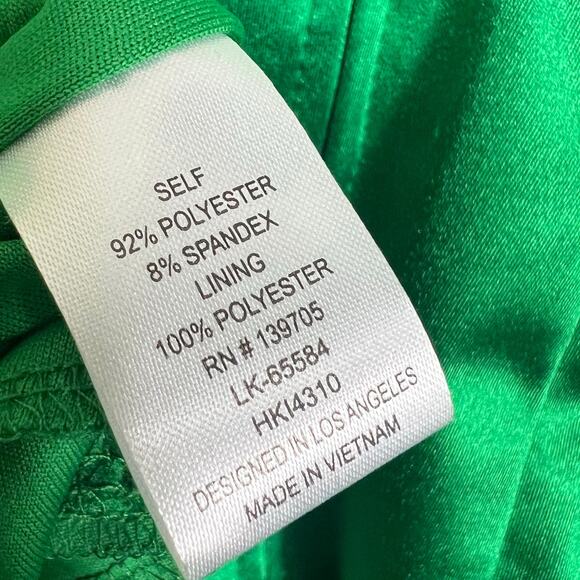 SELF
92% POLYESTER
8% SPANDEX
LINING
100% POLYESTER
RN # 139705
LK-65584
HKI4310
DESIGNED IN LOS ANGELES
MADE IN VIETNAM